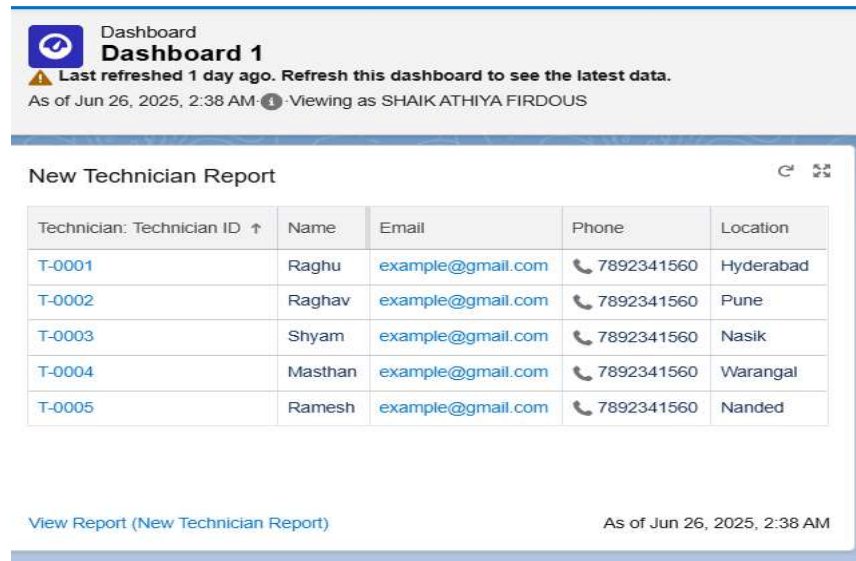 Dashboard
Dashboard 1
Last refreshed 1 day ago. Refresh this dashboard to see the latest data.
As of Jun 26, 2025, 2:38 AM·Viewing as SHAIK ATHIYA FIRDOUS
New Technician Report
Technician: Technician ID ↑ Name Email Phone Location
T-0001 Raghu example@gmail.com 7892341560 Hyderabad
T-0002 Raghav example@gmail.com 7892341560 Pune
T-0003 Shyam example@gmail.com 7892341560 Nasik
T-0004 Masthan example@gmail.com 7892341560 Warangal
T-0005 Ramesh example@gmail.com 7892341560 Nanded
View Report (New Technician Report) As of Jun 26, 2025, 2:38 AM